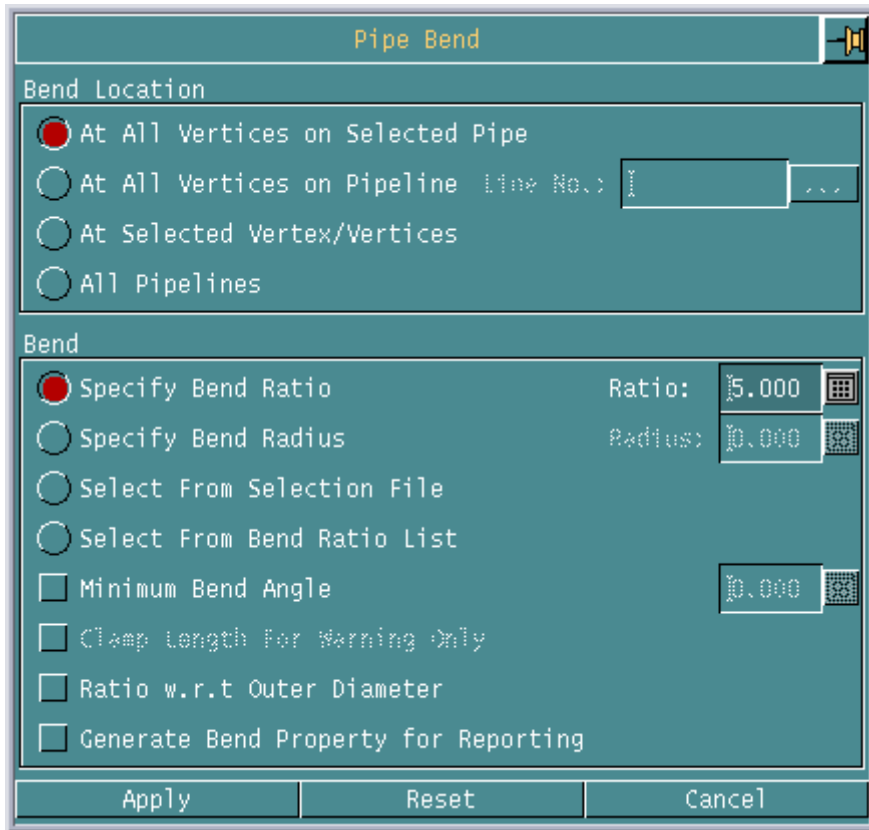 Pipe Bend
Bend Location
At All Vertices on Selected Pipe
At All Vertices on Pipeline Line No.: ...
At Selected Vertex/Vertices
All Pipelines
Bend
Specify Bend Ratio Ratio: 5.000
Specify Bend Radius Radius: 0.000
Select From Selection File
Select From Bend Ratio List
Minimum Bend Angle 0.000
Clamp Length For Warning Only
Ratio w.r.t Outer Diameter
Generate Bend Property for Reporting
Apply Reset Cancel